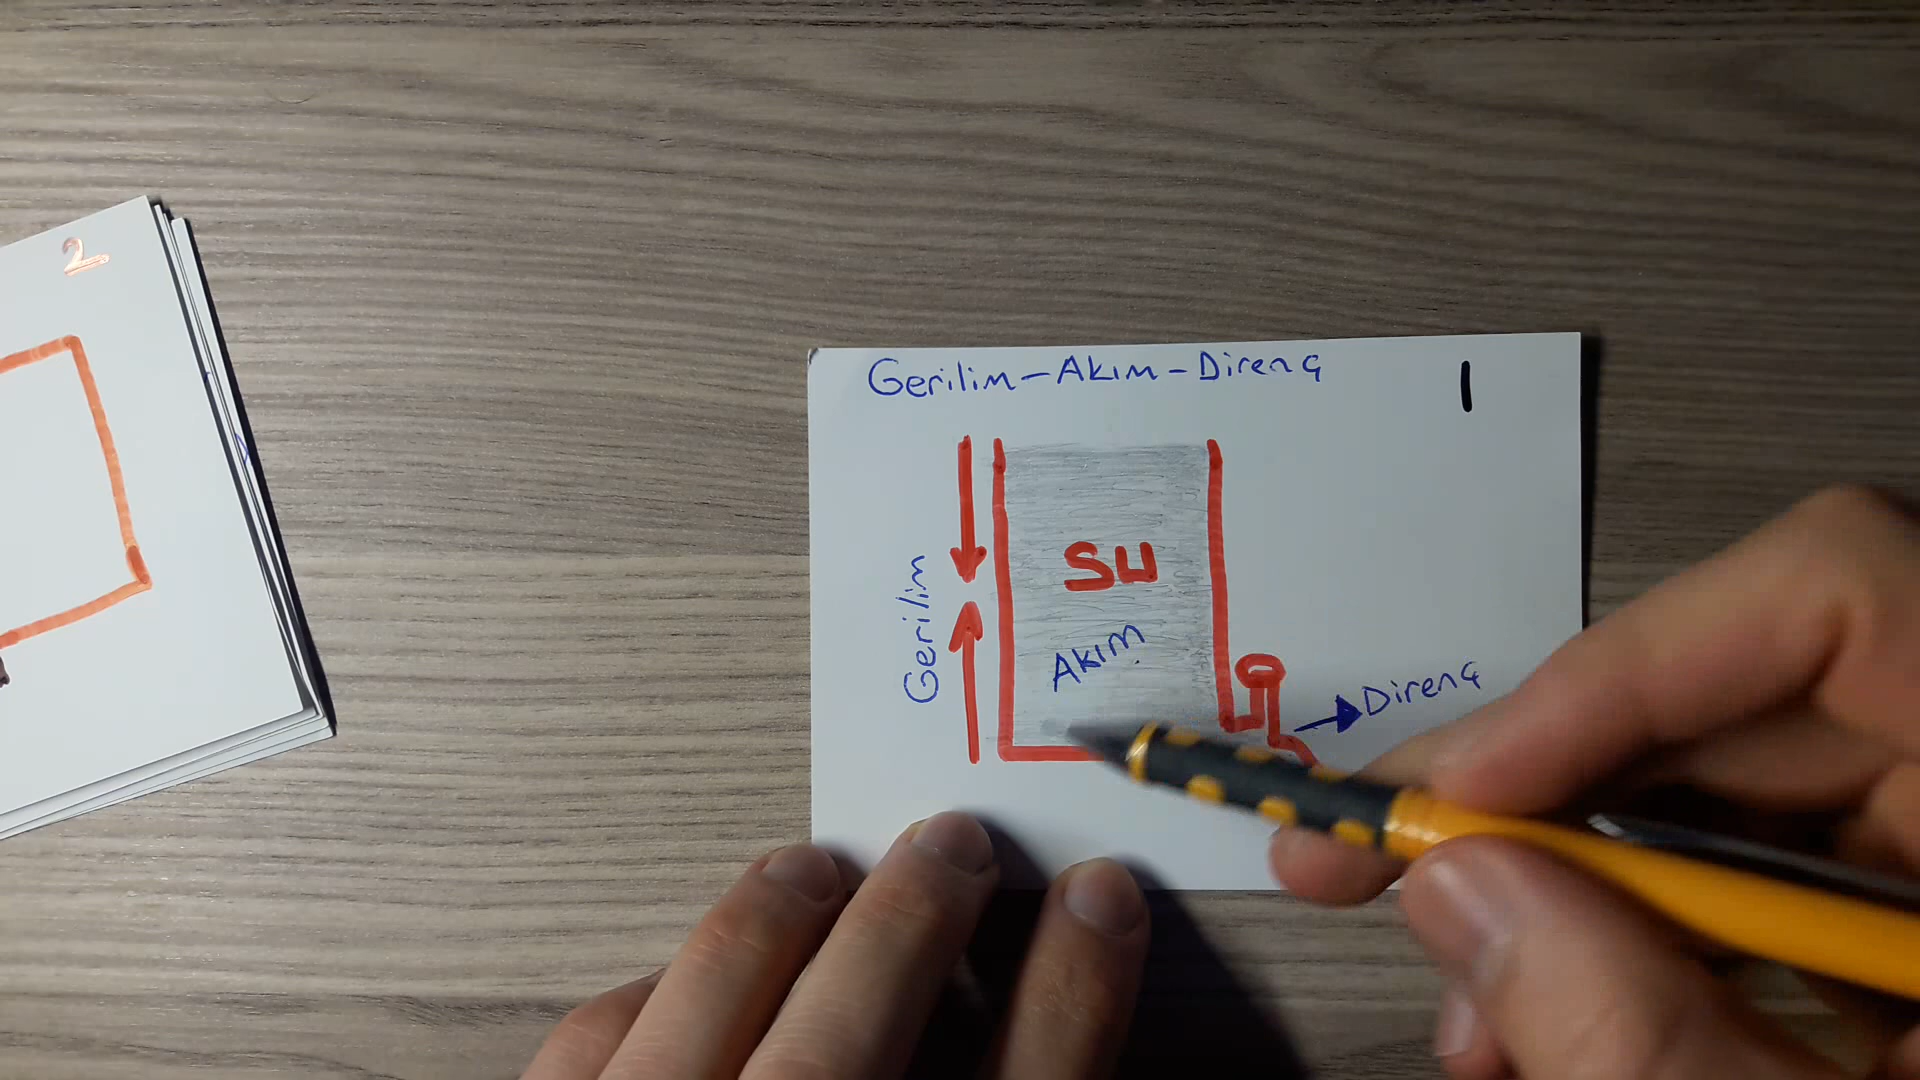 2
Gerilim - Akım - Direnç
1
Gerilim
SU
Akım
Direnç